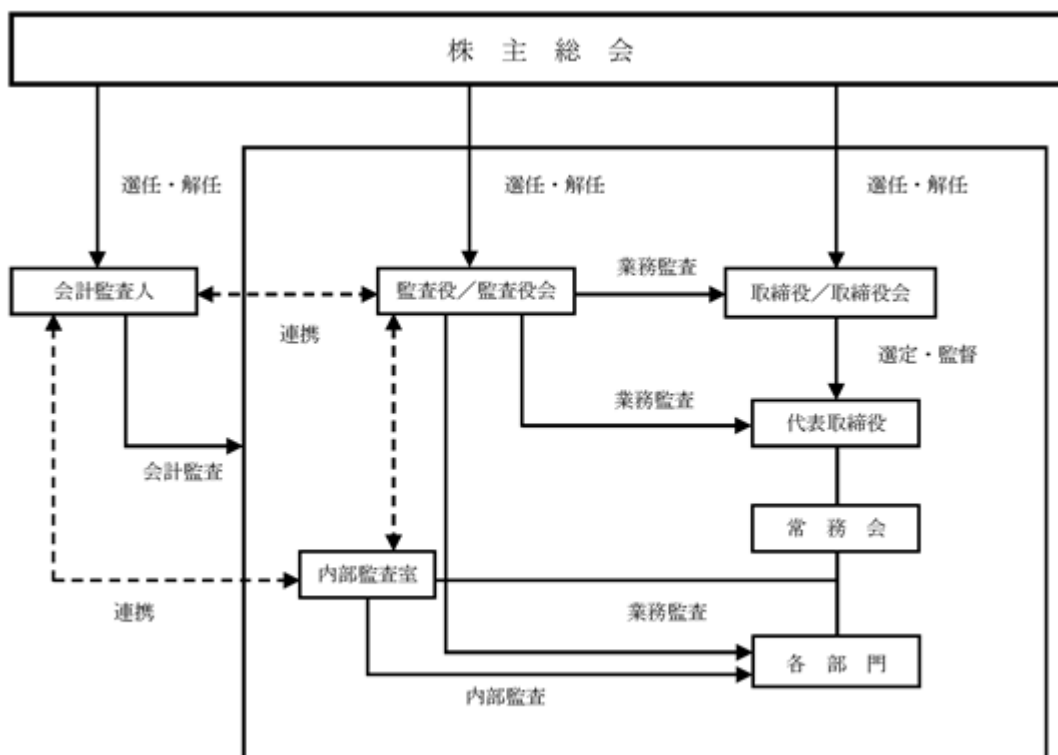 株 主 総 会
選任・解任
選任・解任
選任・解任
会計監査人
監査役／監査役会
業務監査
取締役／取締役会
連携
選定・監督
業務監査
代表取締役
会計監査
常 務 会
内部監査室
連携
業務監査
各 部 門
内部監査